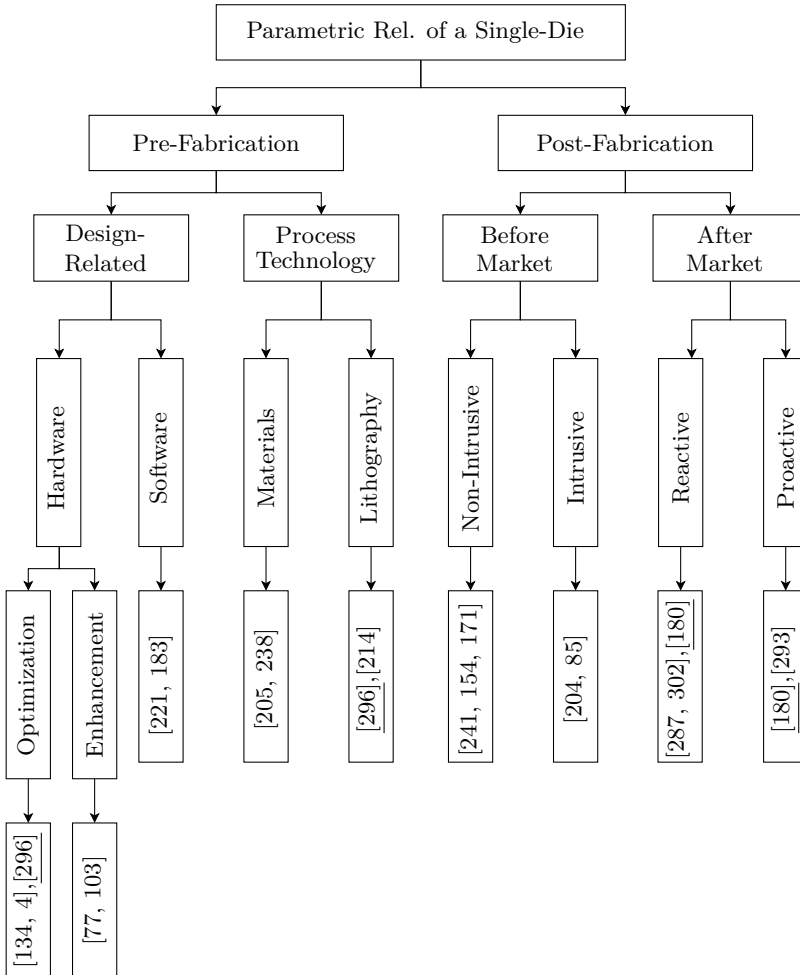 Parametric Rel. of a Single-Die
Pre-Fabrication
Post-Fabrication
Design-
Related
Process
Technology
Before
Market
After
Market
Hardware
Software
Materials
Lithography
Non-Intrusive
Intrusive
Reactive
Proactive
Optimization
Enhancement
[221, 183]
[205, 238]
[296],[214]
[241, 154, 171]
[204, 85]
[287, 302],[180]
[180],[293]
[134, 4],[296]
[77, 103]